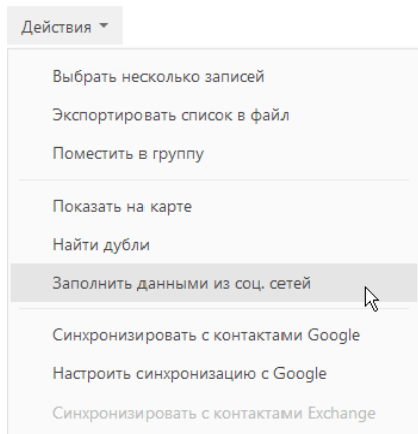 Действия
Выбрать несколько записей
Экспортировать список в файл
Поместить в группу
Показать на карте
Найти дубли
Заполнить данными из соц. сетей
Синхронизировать с контактами Google
Настроить синхронизацию с Google
Синхронизировать с контактами Exchange